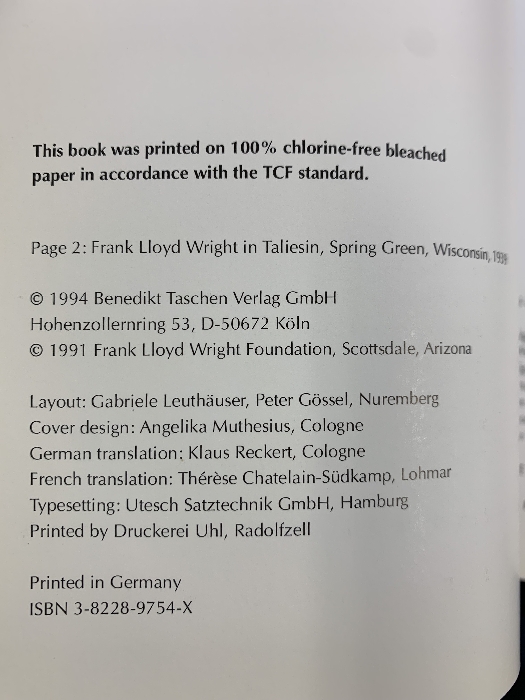 This book was printed on 100% chlorine-free bleached
paper in accordance with the TCF standard.
Page 2: Frank Lloyd Wright in Taliesin, Spring Green, Wisconsin,
© 1994 Benedikt Taschen Verlag GmbH
Hohenzollernring 53, D-50672 Köln
© 1991 Frank Lloyd Wright Foundation, Scottsdale, Arizona
Layout: Gabriele Leuthäuser, Peter Gössel, Nuremberg
Cover design: Angelika Muthesius, Cologne
German translation: Klaus Reckert, Cologne
French translation: Thérèse Chatelain-Südkamp, Lohmar
Typesetting: Utesch Satztechnik GmbH, Hamburg
Printed by Druckerei Uhl, Radolfzell
Printed in Germany
ISBN 3-8228-9754-X